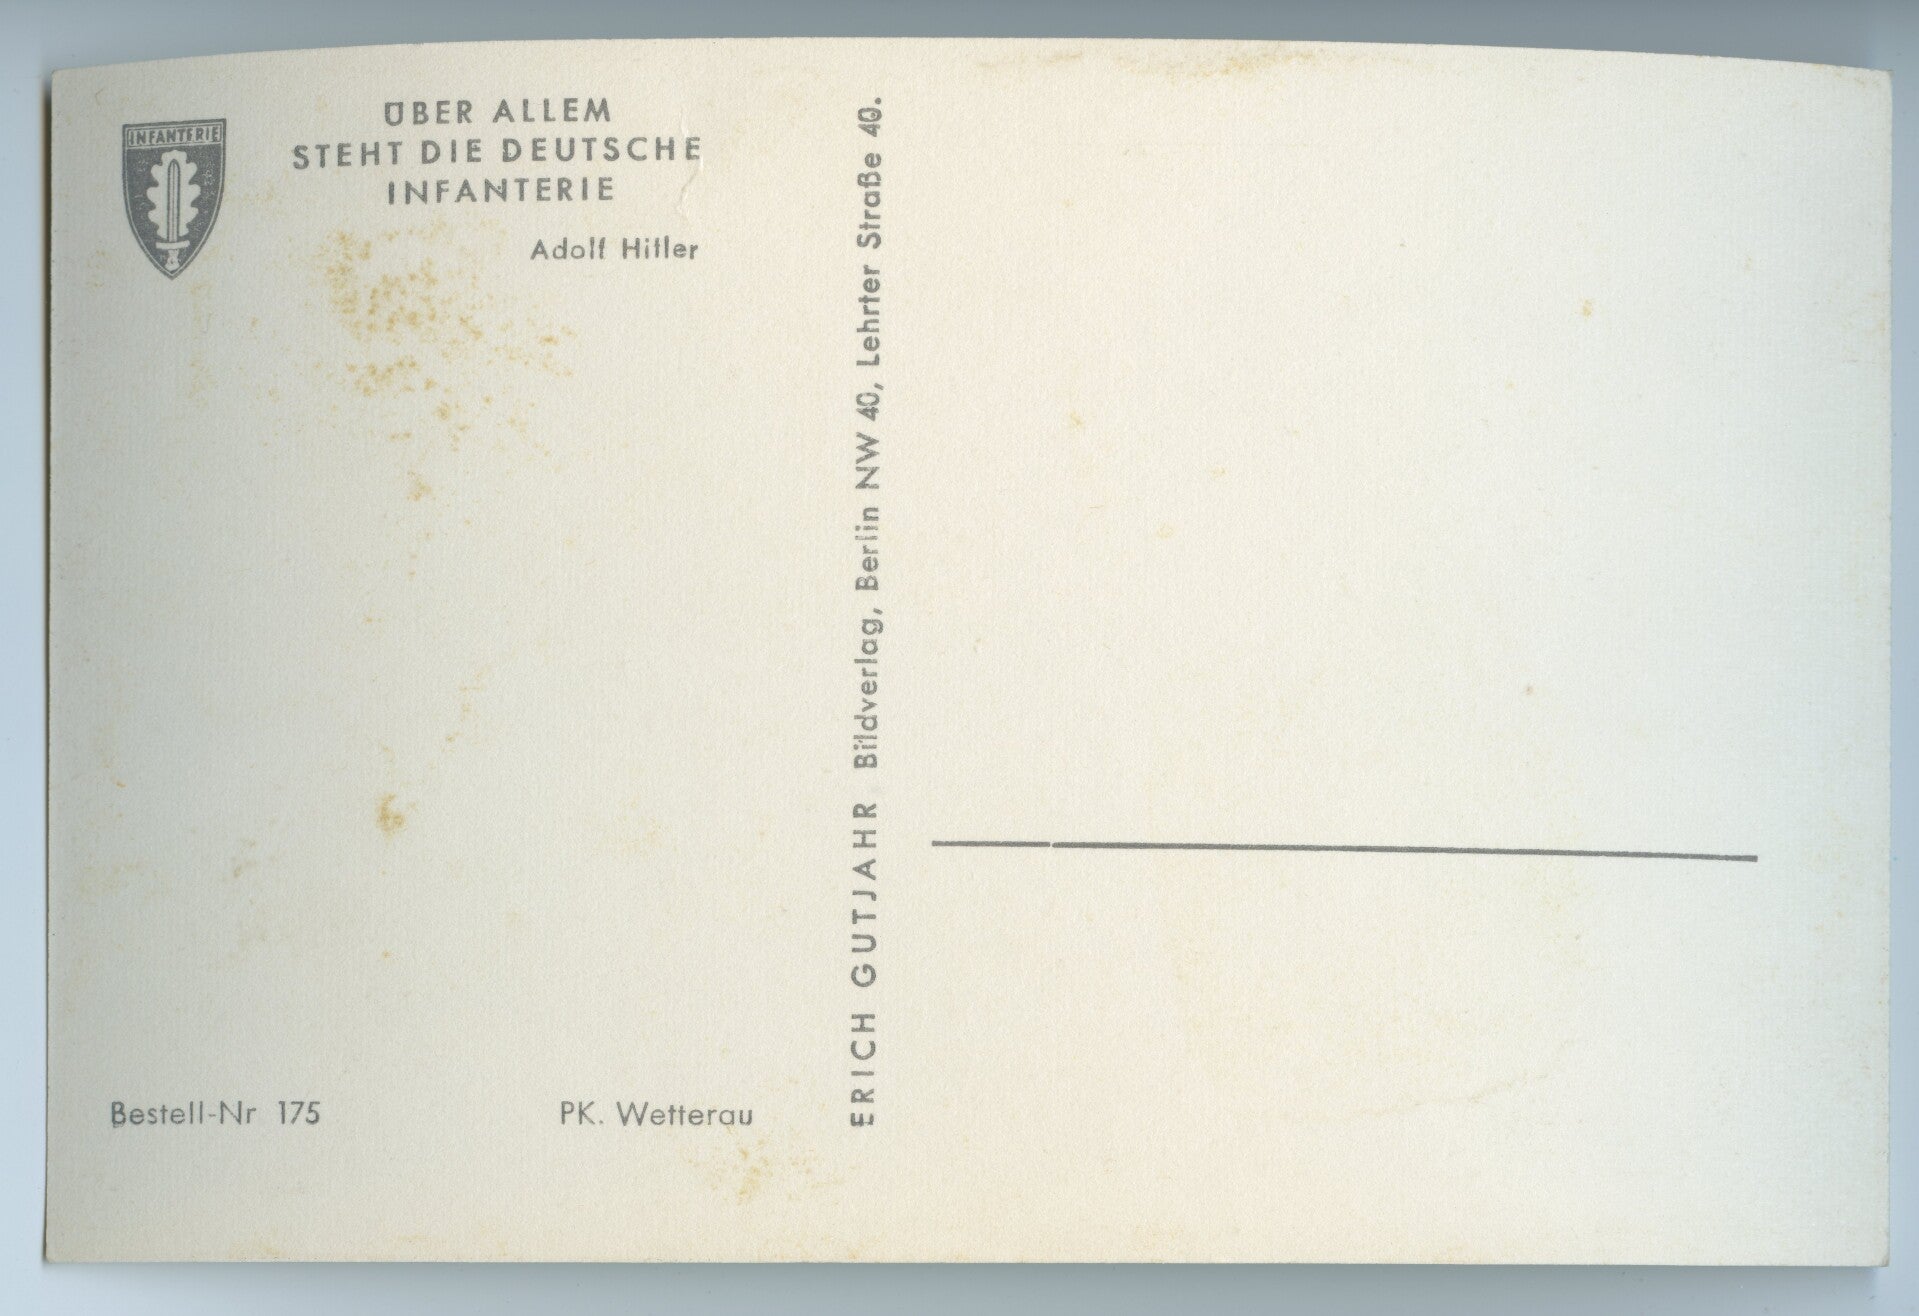 INFANTERIE
ÜBER ALLEM
STEHT DIE DEUTSCHE
INFANTERIE
Adolf Hitler
Bestell-Nr 175
PK. Wetterau
ERICH GUTJAHR Bildverlag, Berlin NW 40, Lehrter Straße 40.